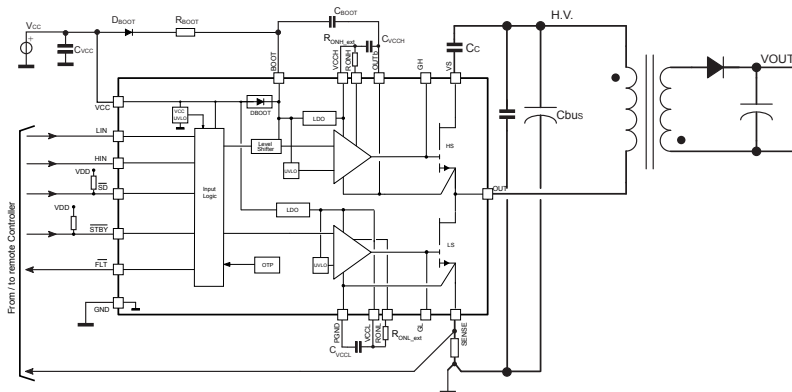 H.V.
CBOOT
VCC
DBOOT
RBOOT
RONH_ext
CVCCH
CVCC
CC
VOUT
BOOT
VCCH
RONH
OUTb
GH
VS
VCC
VCC
UVLO
DBOOT
LDO
Cbus
LIN
HS
Level
Shifter
HIN
VDD
UVLO
SD
Input
Logic
OUT
VDD
LDO
STBY
LS
UVLO
FLT
OTP
GND
From / to remote Controller
PGND
VCCL
RONL
GL
SENSE
RONL_ext
CVCCL